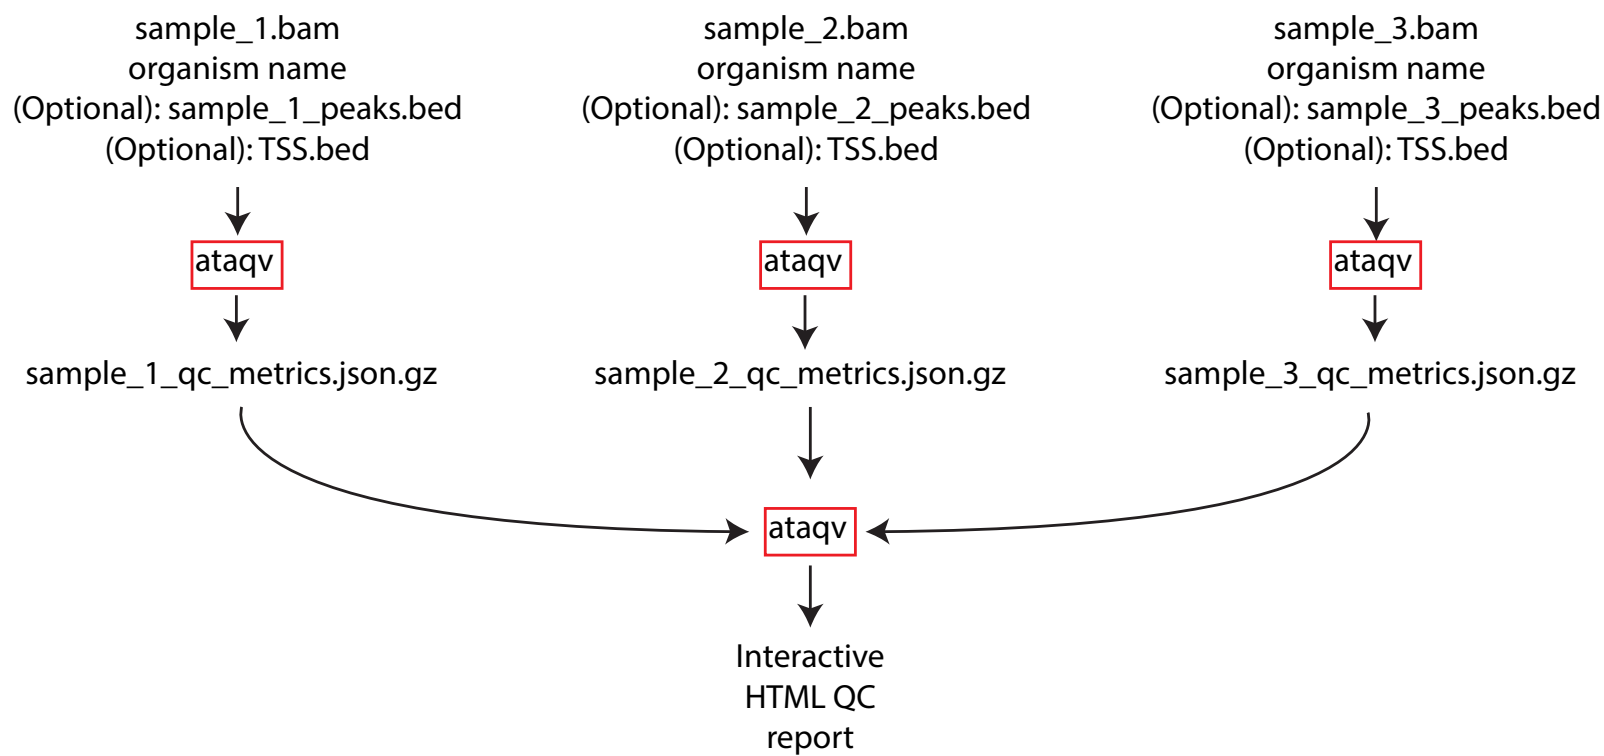 sample_1.bam
organism name
(Optional): sample_1_peaks.bed
(Optional): TSS.bed
ataqv
sample_1_qc_metrics.json.gz
sample_2.bam
organism name
(Optional): sample_2_peaks.bed
(Optional): TSS.bed
ataqv
sample_2_qc_metrics.json.gz
sample_3.bam
organism name
(Optional): sample_3_peaks.bed
(Optional): TSS.bed
ataqv
sample_3_qc_metrics.json.gz
ataqv
Interactive
HTML QC
report